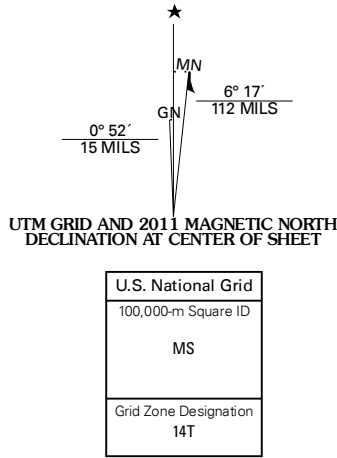 MN
6° 17´
112 MILS
GN
0° 52´
15 MILS
UTM GRID AND 2011 MAGNETIC NORTH
DECLINATION AT CENTER OF SHEET
U.S. National Grid
100,000-m Square ID
MS
Grid Zone Designation
14T